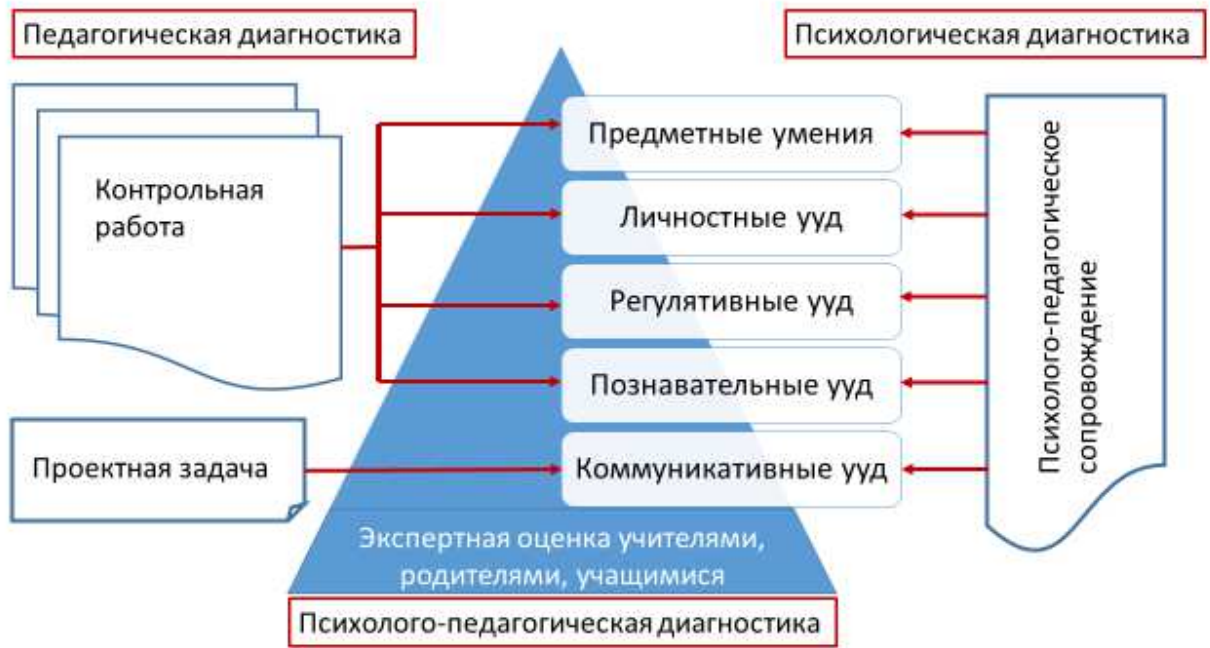 Педагогическая диагностика
Психологическая диагностика
Контрольная
работа
Проектная задача
Предметные умения
Личностные ууд
Регулятивные ууд
Познавательные ууд
Коммуникативные ууд
Психолого-педагогическое
сопровождение
Экспертная оценка учителями,
родителями, учащимися
Психолого-педагогическая диагностика